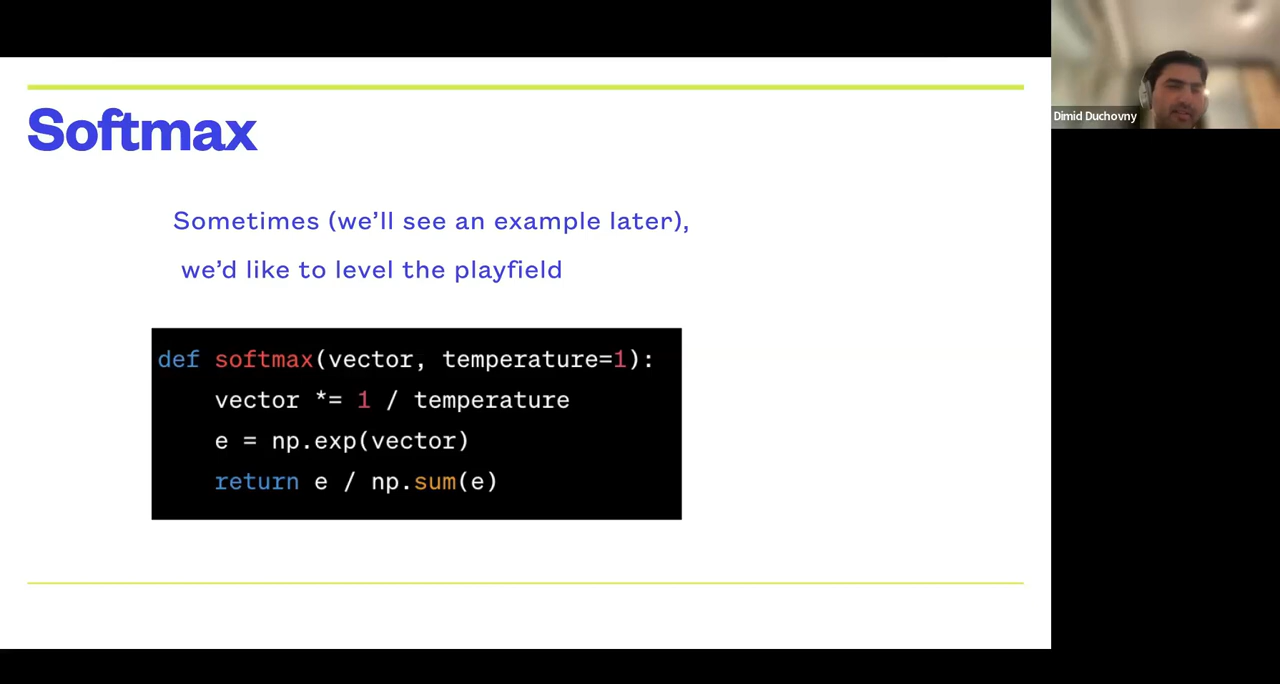 Softmax
Sometimes (we'll see an example later),
we'd like to level the playfield
def softmax(vector, temperature=1):
    vector *= 1 / temperature
    e = np.exp(vector)
    return e / np.sum(e)
Dimid Duchovny